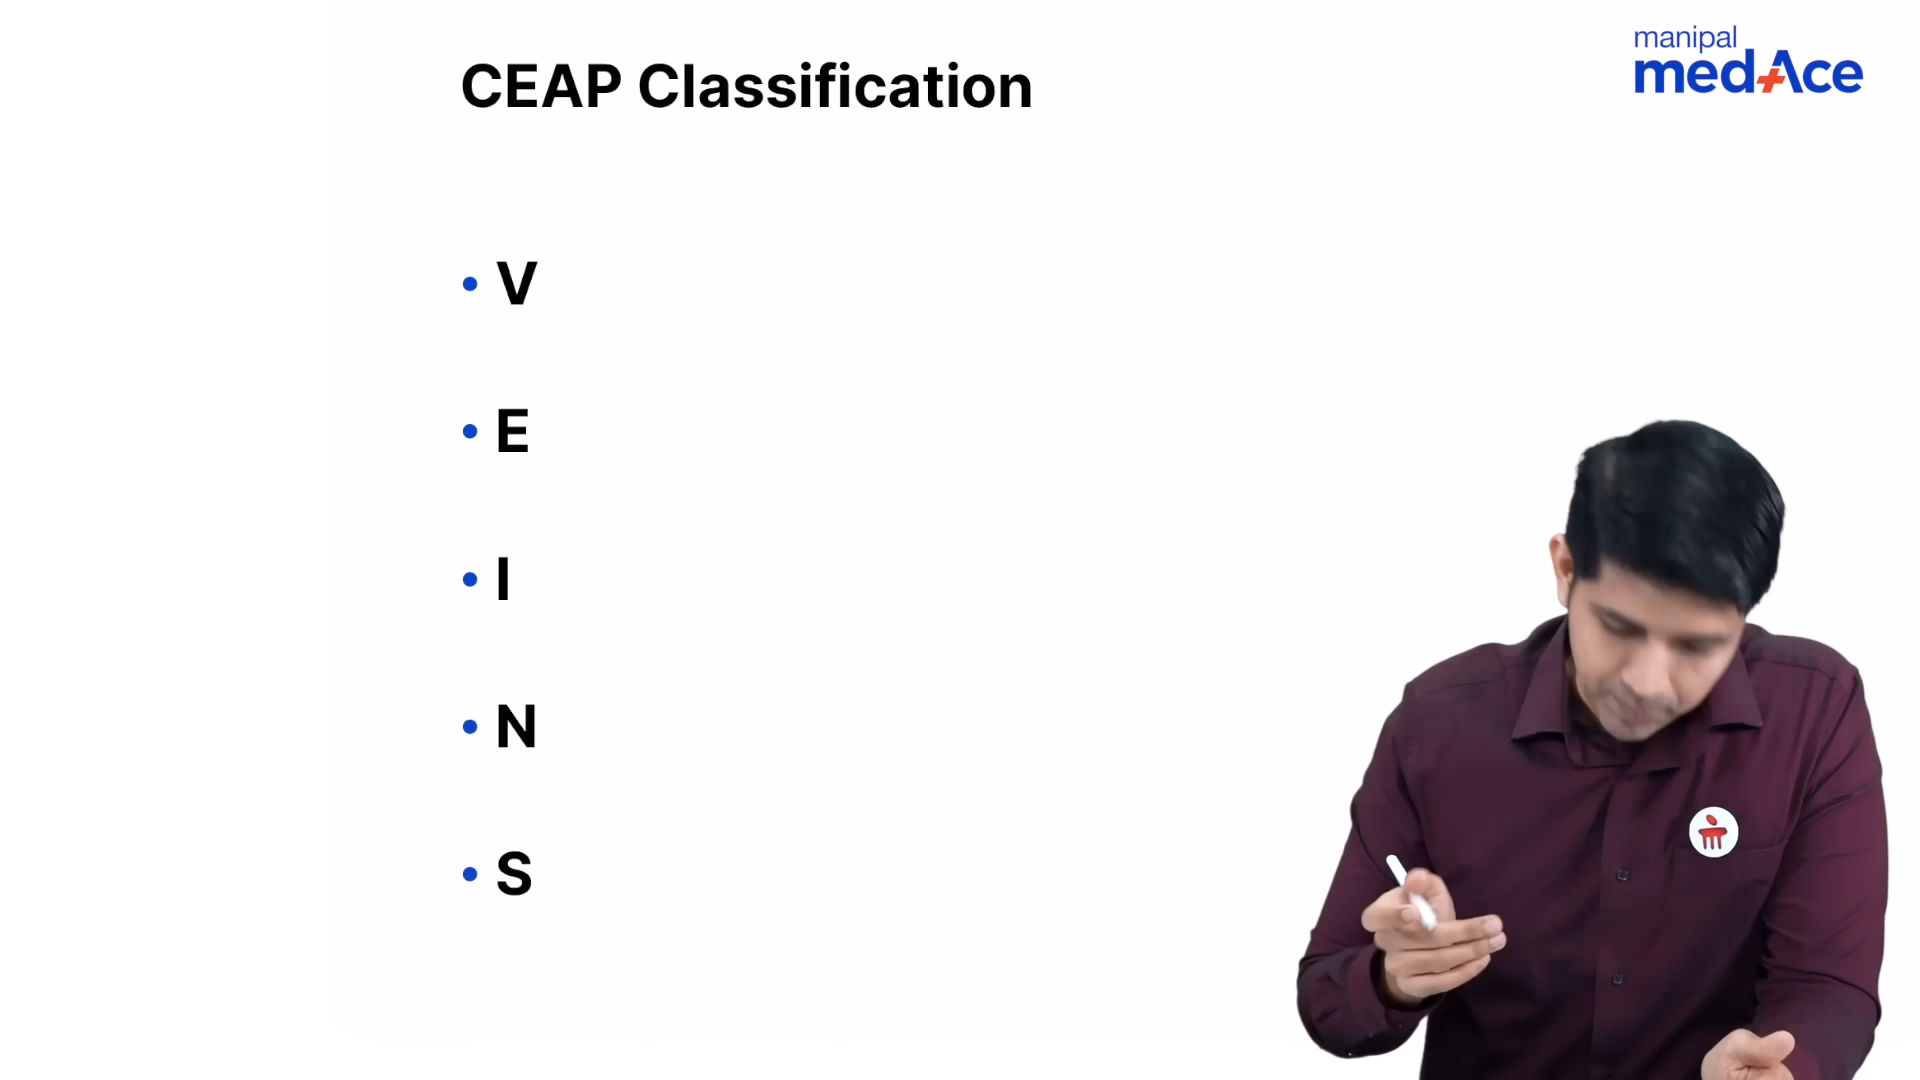 CEAP Classification
manipal
medAce
• V
• E
• I
• N
• S